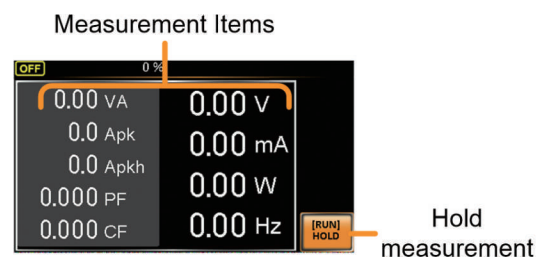 Measurement Items
OFF 0 %
0.00 VA
0.0 Apk
0.0 Apkh
0.000 PF
0.000 CF
0.00 V
0.00 mA
0.00 W
0.00 Hz
[RUN]
HOLD
Hold
measurement